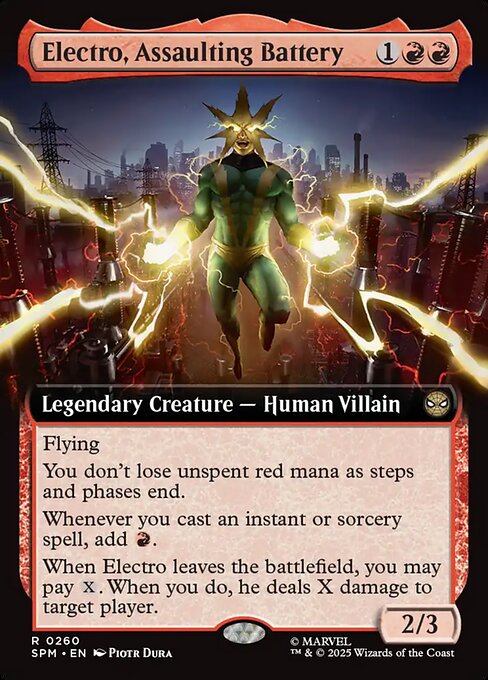 Electro, Assaulting Battery 1
Legendary Creature — Human Villain
Flying
You don't lose unspent red mana as steps
and phases end.
Whenever you cast an instant or sorcery
spell, add .
When Electro leaves the battlefield, you may
pay X. When you do, he deals X damage to
target player.
2/3
R 0260
SPM • EN Piotr Dura
© MARVEL
™ & © 2025 Wizards of the Coast